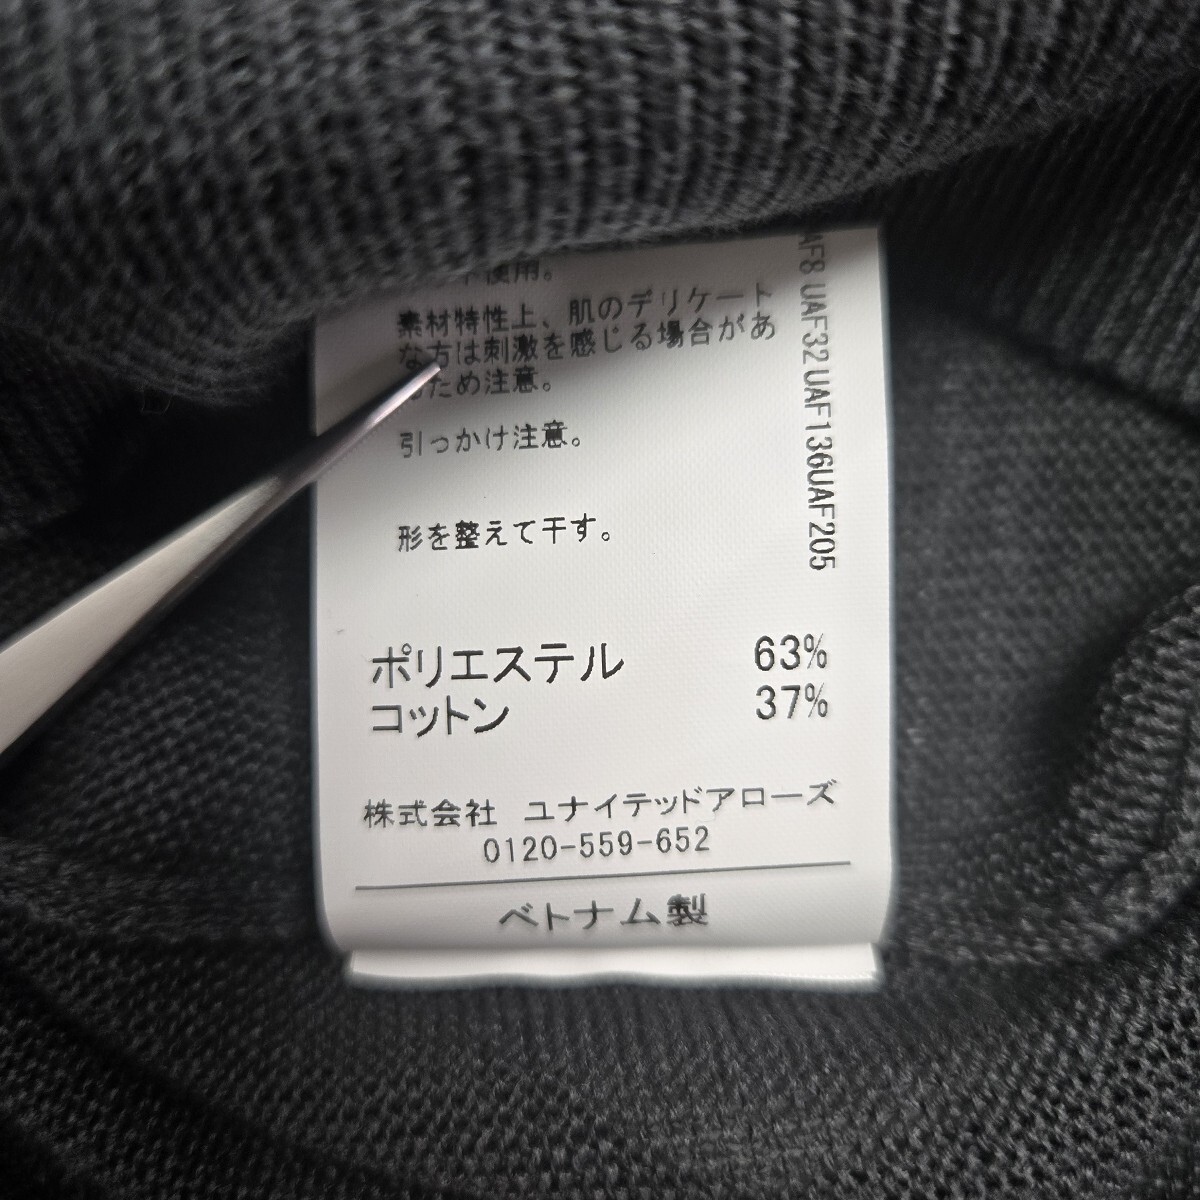 使用。
素材特性上、肌のデリケート
な方は刺激を感じる場合があ
ため注意。
引っかけ注意。
形を整えて干す。
ポリエステル 63%
コットン 37%
株式会社 ユナイテッドアローズ
0120-559-652
ベトナム製
AF8 UAF32UAF136UAF205